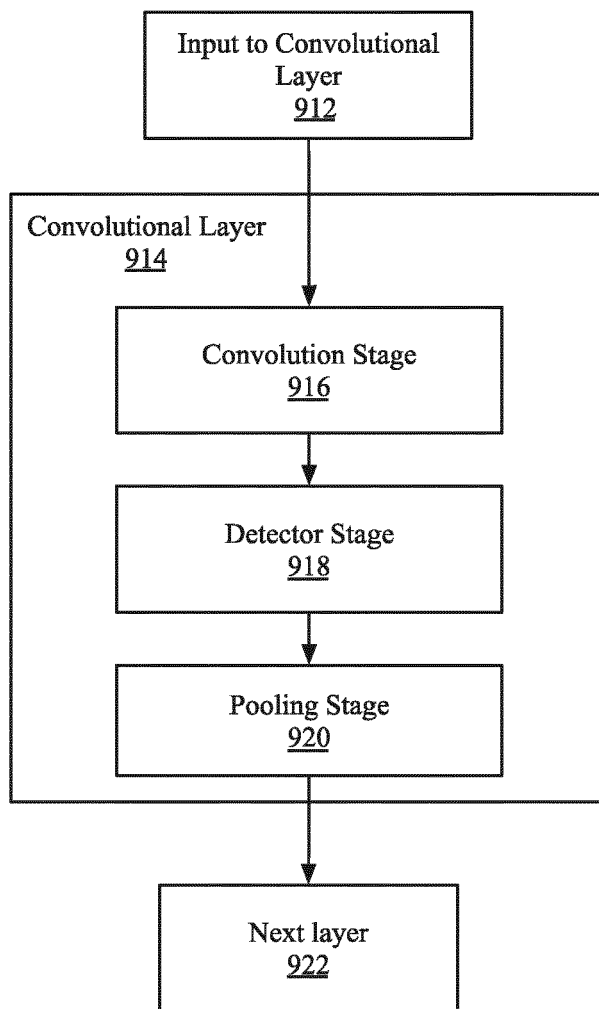 Input to Convolutional
Layer
912
Convolutional Layer
914
Convolution Stage
916
Detector Stage
918
Pooling Stage
920
Next layer
922